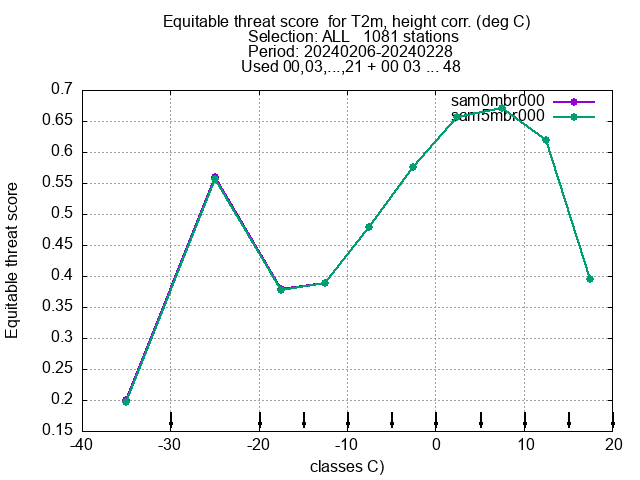 Equitable threat score for T2m, height corr. (deg C)
Selection: ALL 1081 stations
Period: 20240206-20240228
Used 00,03,...,21 + 00 03 ... 48
sam0mbr000
sam5mbr000
Equitable threat score
0.7
0.65
0.6
0.55
0.5
0.45
0.4
0.35
0.3
0.25
0.2
0.15
-40 -30 -20 -10 0 10 20
classes C)